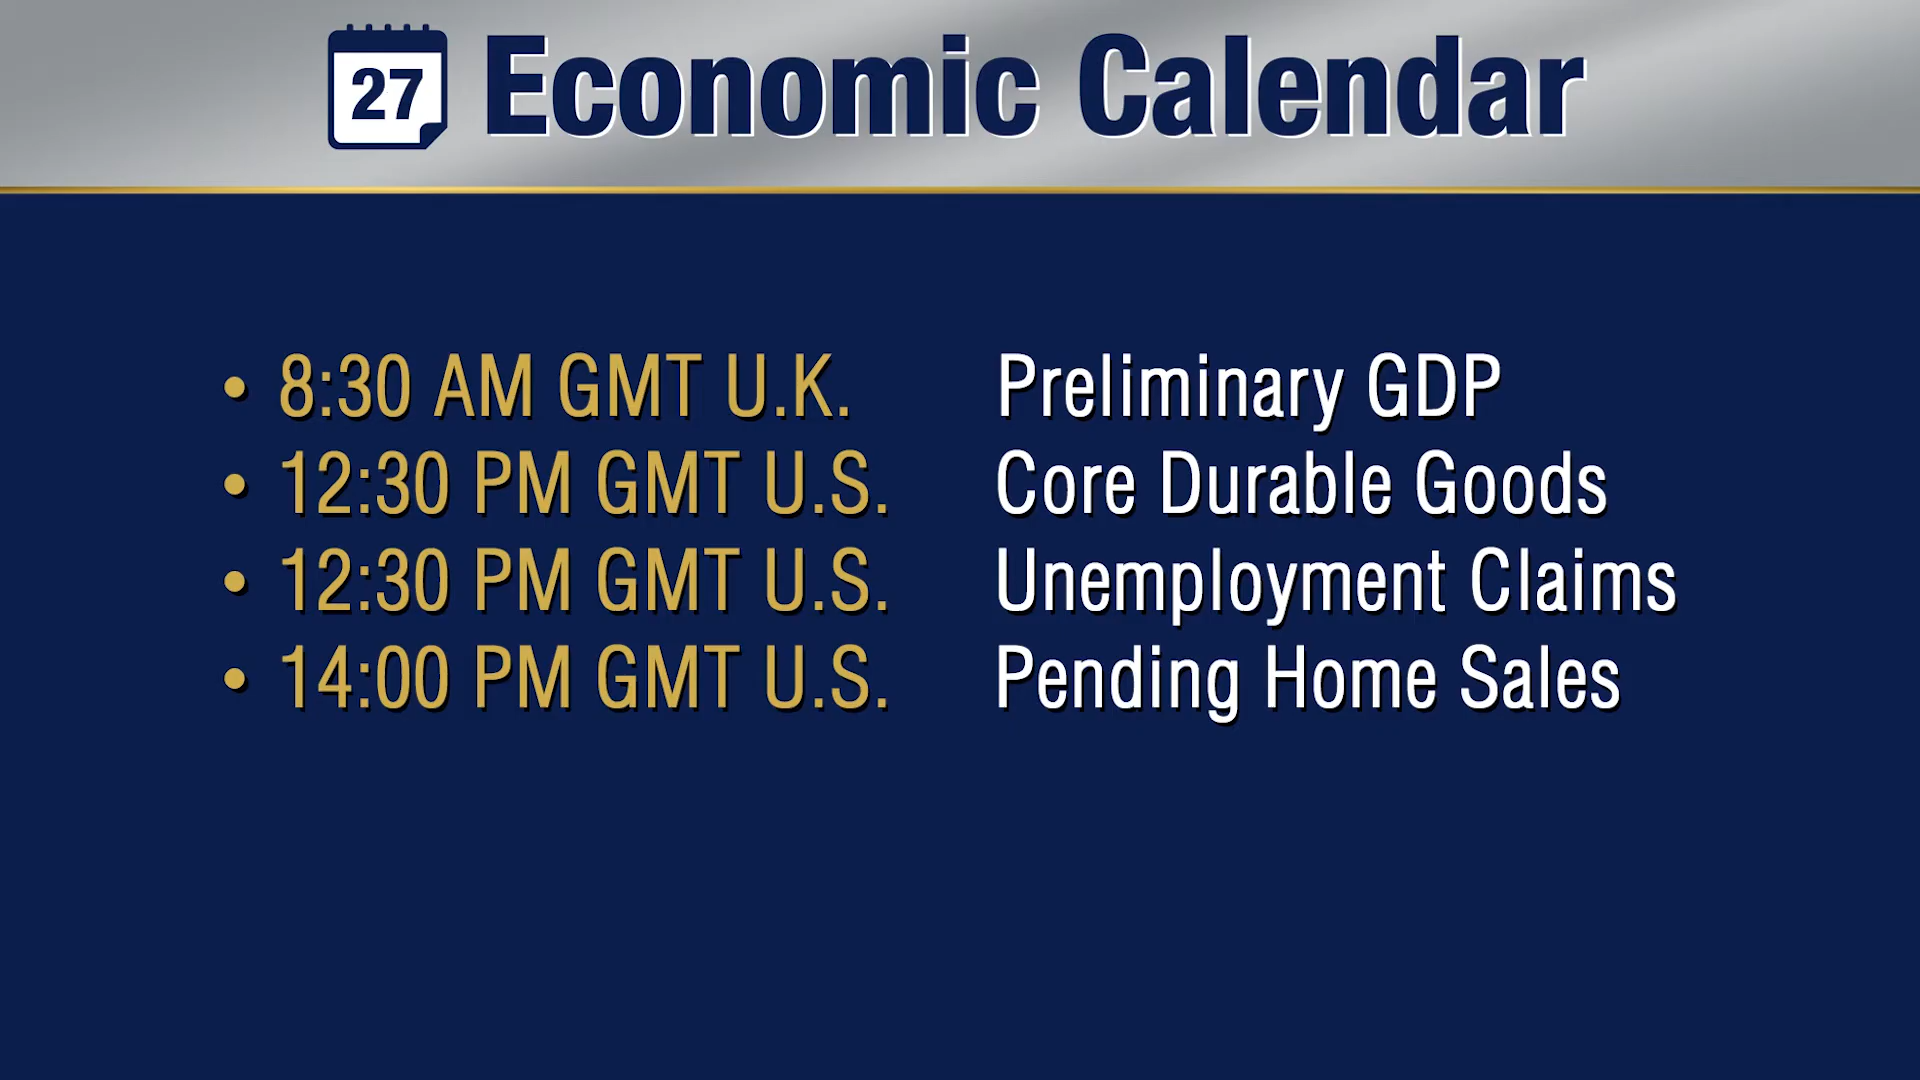 27 Economic Calendar
• 8:30 AM GMT U.K. Preliminary GDP
• 12:30 PM GMT U.S. Core Durable Goods
• 12:30 PM GMT U.S. Unemployment Claims
• 14:00 PM GMT U.S. Pending Home Sales